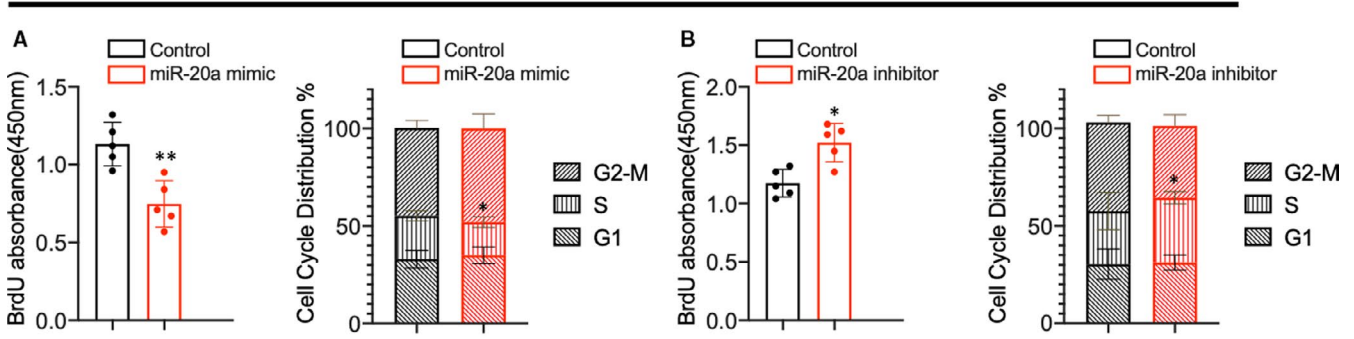 A
Control
miR-20a mimic
BrdU absorbance(450nm)
1.5
1.0
0.5
0.0
**
Control
miR-20a mimic
Cell Cycle Distribution %
100
50
0
*
G2-M
S
G1
B
Control
miR-20a inhibitor
BrdU absorbance(450nm)
2.0
1.5
1.0
0.5
0.0
*
Control
miR-20a inhibitor
Cell Cycle Distribution %
100
50
0
*
G2-M
S
G1